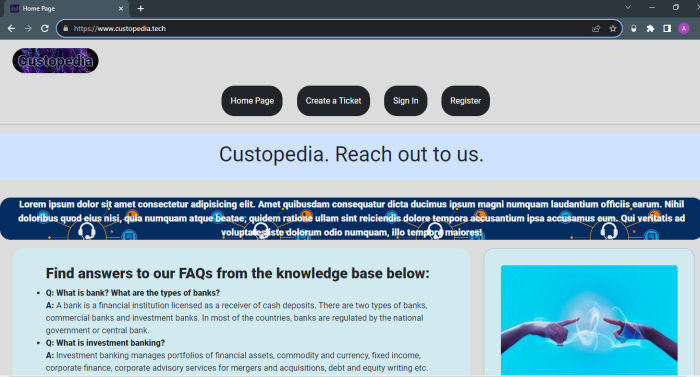 Home Page
https://www.custopedia.tech
A
Custopedia
Home Page Create a Ticket Sign In Register
Custopedia. Reach out to us.
Lorem ipsum dolor sit amet consectetur adipisicing elit. Amet quibusdam consequatur dicta ducimus ipsum magni numquam laudantium officiis earum. Nihil
doloribus quod eius nisi, quia numquam atque beatae; quidem ratione ullam sint reiciendis dolore tempora accusantium ipsa accusamus eum. Qui veritatis ad
voluptates iste dolorum odio numquam, illo tempore maiores!
Find answers to our FAQs from the knowledge base below:
• Q: What is bank? What are the types of banks?
A: A bank is a financial institution licensed as a receiver of cash deposits. There are two types of banks,
commercial banks and investment banks. In most of the countries, banks are regulated by the national
government or central bank.
• Q: What is investment banking?
A: Investment banking manages portfolios of financial assets, commodity and currency, fixed income,
corporate finance, corporate advisory services for mergers and acquisitions, debt and equity writing etc.